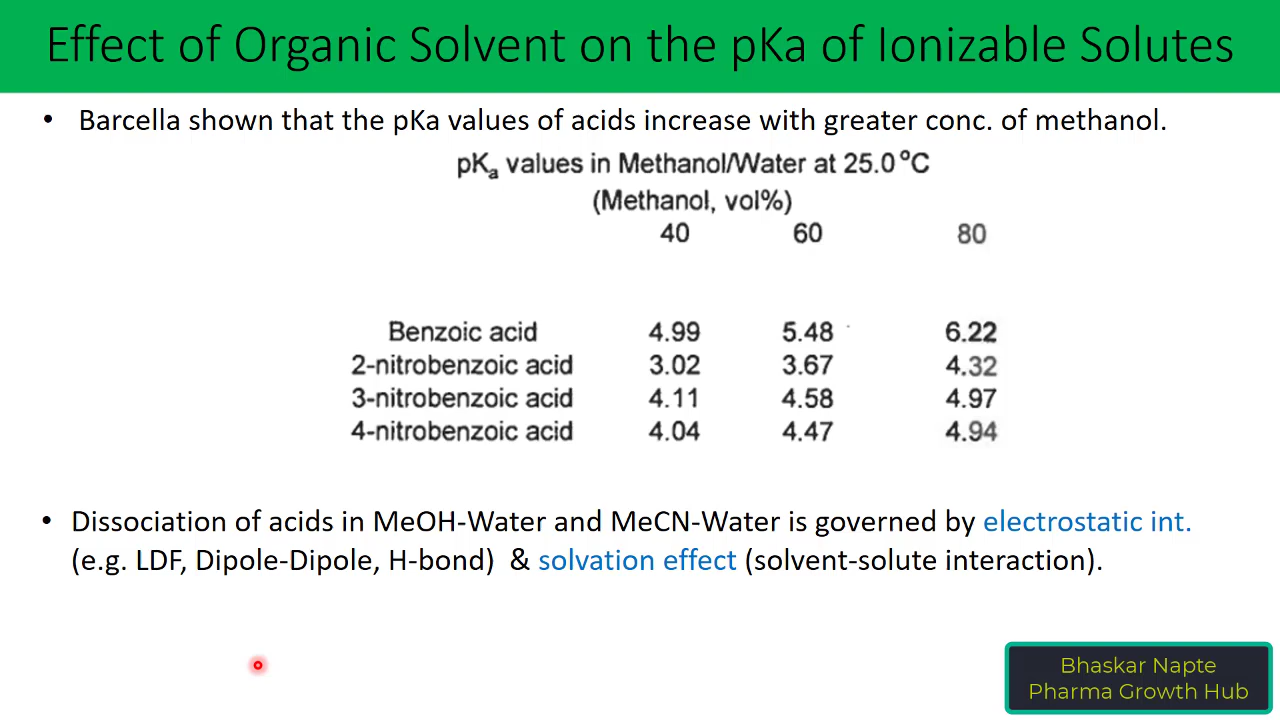 Effect of Organic Solvent on the pKa of Ionizable Solutes
• Barcella shown that the pKa values of acids increase with greater conc. of methanol.
pKa values in Methanol/Water at 25.0 °C
(Methanol, vol%)
40 60 80
Benzoic acid 4.99 5.48 6.22
2-nitrobenzoic acid 3.02 3.67 4.32
3-nitrobenzoic acid 4.11 4.58 4.97
4-nitrobenzoic acid 4.04 4.47 4.94
• Dissociation of acids in MeOH-Water and MeCN-Water is governed by electrostatic int.
(e.g. LDF, Dipole-Dipole, H-bond) & solvation effect (solvent-solute interaction).
Bhaskar Napte
Pharma Growth Hub